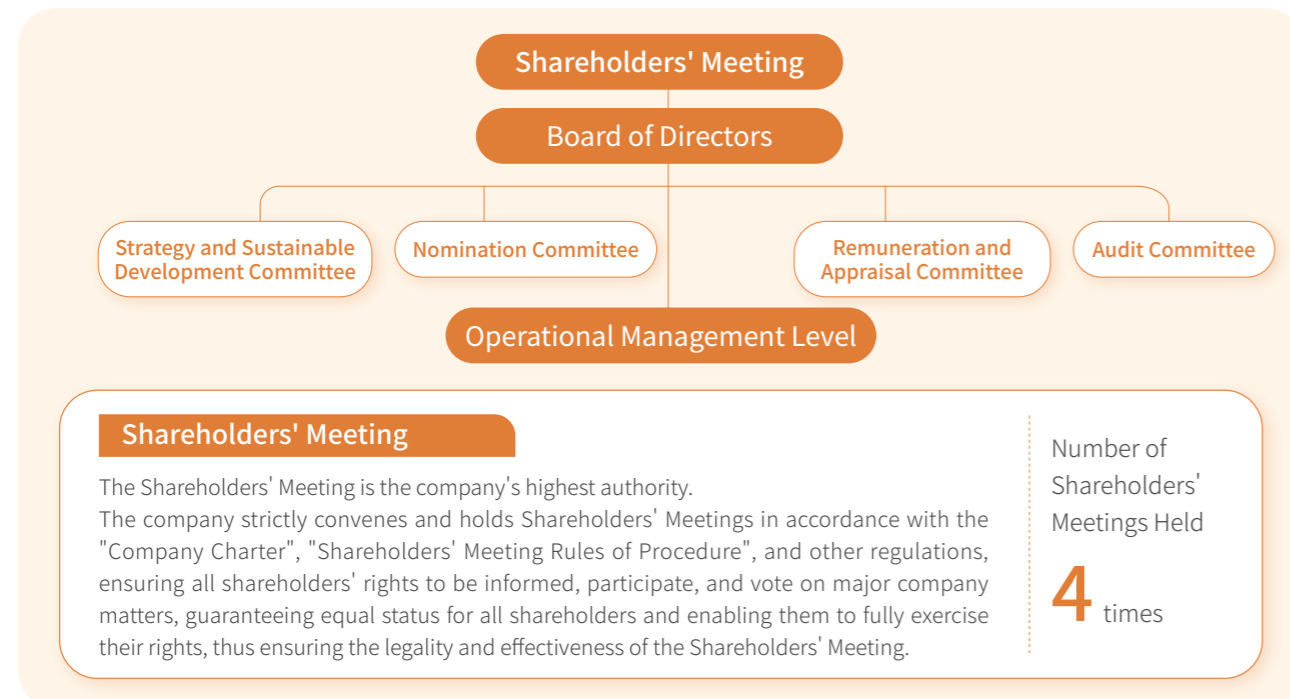 Shareholders' Meeting
Board of Directors
Strategy and Sustainable
Development Committee
Nomination Committee
Remuneration and
Appraisal Committee
Audit Committee
Operational Management Level
Shareholders' Meeting
The Shareholders' Meeting is the company's highest authority.
The company strictly convenes and holds Shareholders' Meetings in accordance with the
"Company Charter", "Shareholders' Meeting Rules of Procedure", and other regulations,
ensuring all shareholders' rights to be informed, participate, and vote on major company
matters, guaranteeing equal status for all shareholders and enabling them to fully exercise
their rights, thus ensuring the legality and effectiveness of the Shareholders' Meeting.
Number of
Shareholders'
Meetings Held
4 times